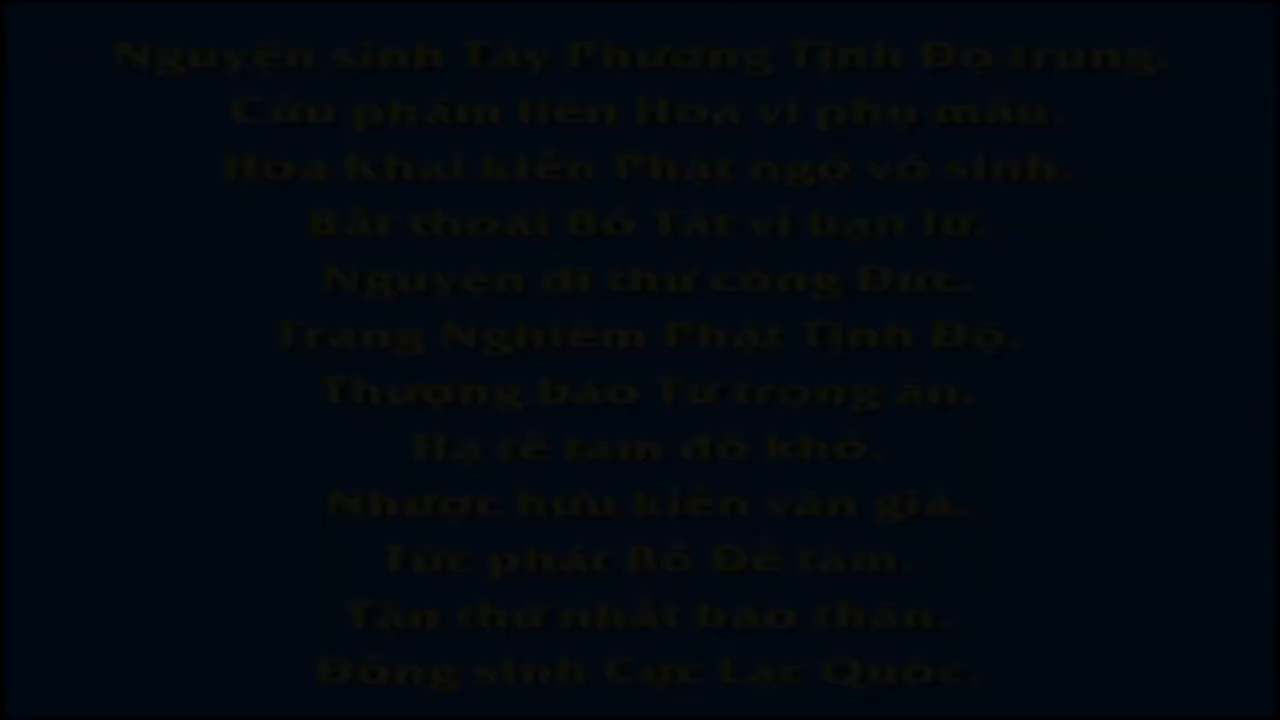 Nguyện sinh Tây Phương Tịnh Độ trung.
Cửu phẩm liên Hoa vi phụ mẫu.
Hoa Khai kiến Phật ngộ vô sinh.
Bất thoái Bồ Tát vi bạn lữ.
Nguyện dĩ thử công Đức.
Trang Nghiêm Phật Tịnh Độ.
Thượng báo Tứ trọng ân.
Hạ tế tam đồ khổ.
Nhược hữu kiến văn giả.
Tức phát Bồ Đề tâm.
Tận thử nhất báo thân.
Đồng sinh Cực Lạc Quốc.